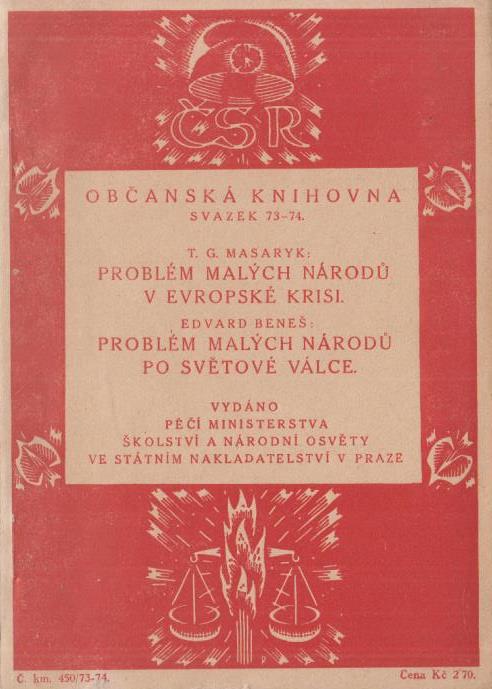 ČSR
OBČANSKÁ KNIHOVNA
SVAZEK 73-74.
T. G. MASARYK:
PROBLÉM MALÝCH NÁRODŮ
V EVROPSKÉ KRISI.
EDVARD BENEŠ:
PROBLÉM MALÝCH NÁRODŮ
PO SVĚTOVÉ VÁLCE.
VYDÁNO
PÉČÍ MINISTERSTVA
ŠKOLSTVÍ A NÁRODNÍ OSVĚTY
VE STÁTNÍM NAKLADATELSTVÍ V PRAZE
Č. km. 450/73-74.
Cena Kč 2'70.